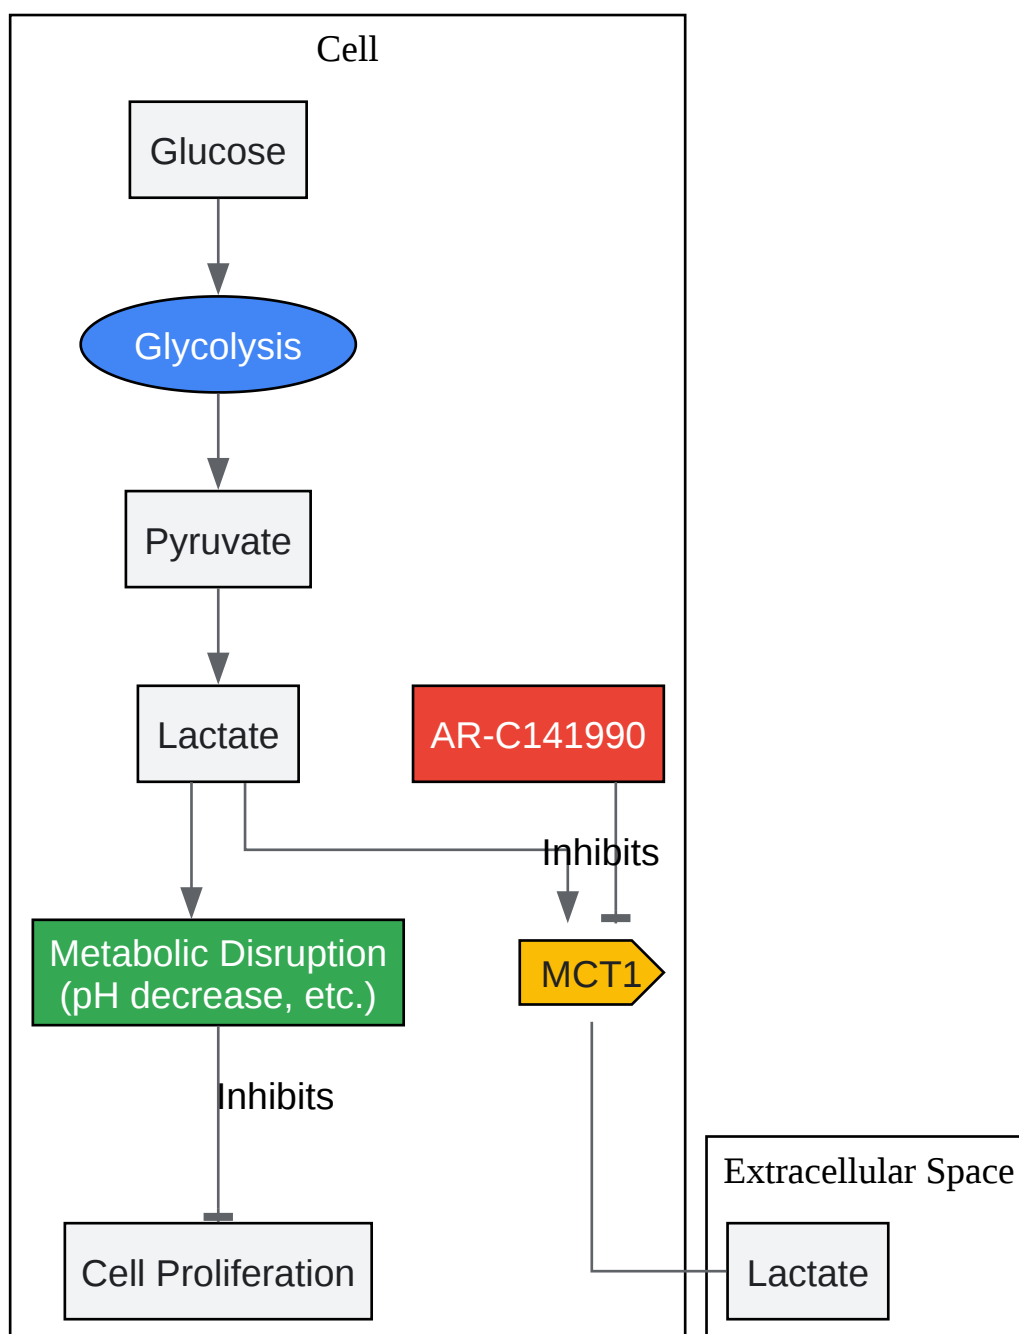 Cell
Glucose
Glycolysis
Pyruvate
Lactate
AR-C141990
Inhibits
Metabolic Disruption
(pH decrease, etc.)
MCT1
Inhibits
Extracellular Space
Cell Proliferation
Lactate